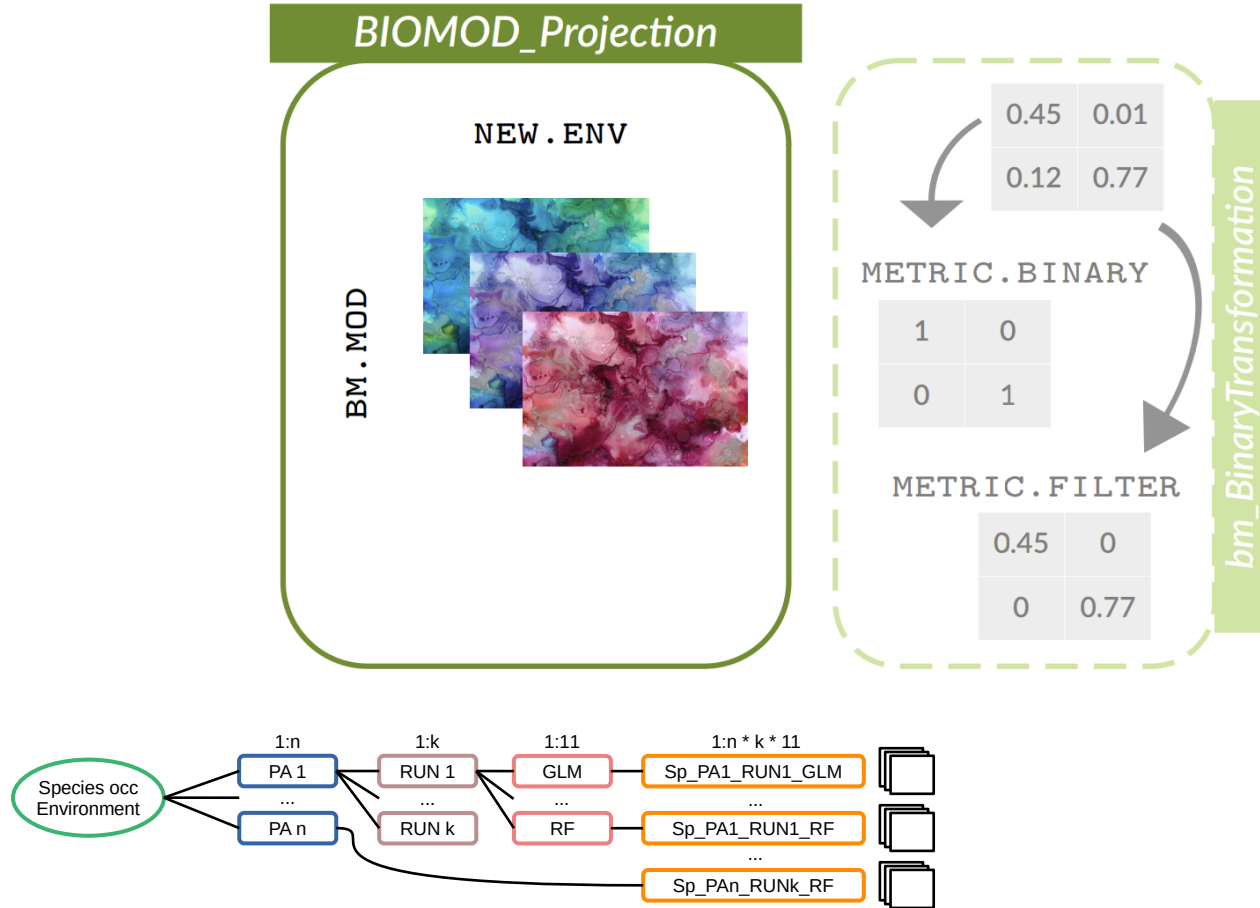 BIOMOD_Projection
NEW.ENV
BM.MOD
0.45 0.01
0.12 0.77
METRIC.BINARY
1 0
0 1
METRIC.FILTER
0.45 0
0 0.77
bm_BinaryTransformation
1:n 1:k 1:11 1:n * k * 11
Species occ
Environment
PA 1 RUN 1 GLM Sp_PA1_RUN1_GLM
... ... ... ...
PA n RUN k RF Sp_PA1_RUN1_RF
...
Sp_PAn_RUNk_RF